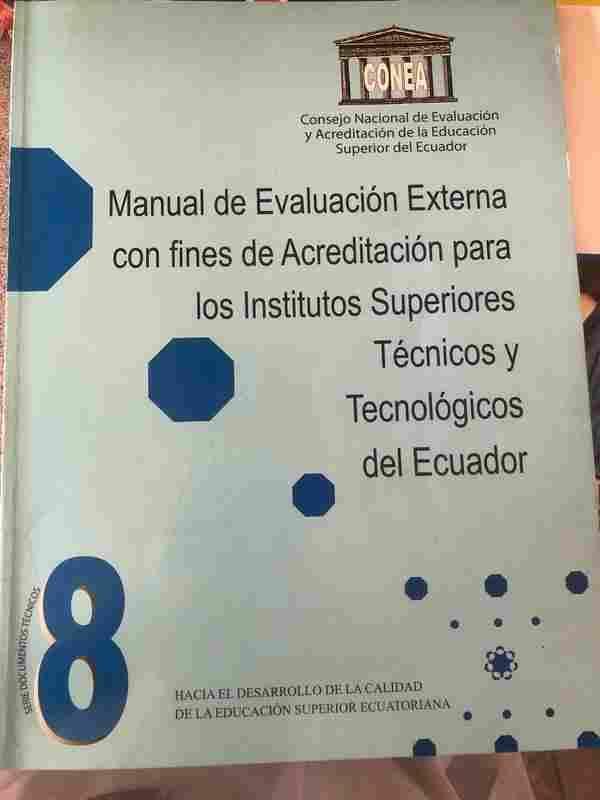 CONEA
Consejo Nacional de Evaluación
y Acreditación de la Educación
Superior del Ecuador
Manual de Evaluación Externa
con fines de Acreditación para
los Institutos Superiores
Técnicos y
Tecnológicos
del Ecuador
SERIE DOCUMENTOS TÉCNICOS
8
HACIA EL DESARROLLO DE LA CALIDAD
DE LA EDUCACIÓN SUPERIOR ECUATORIANA